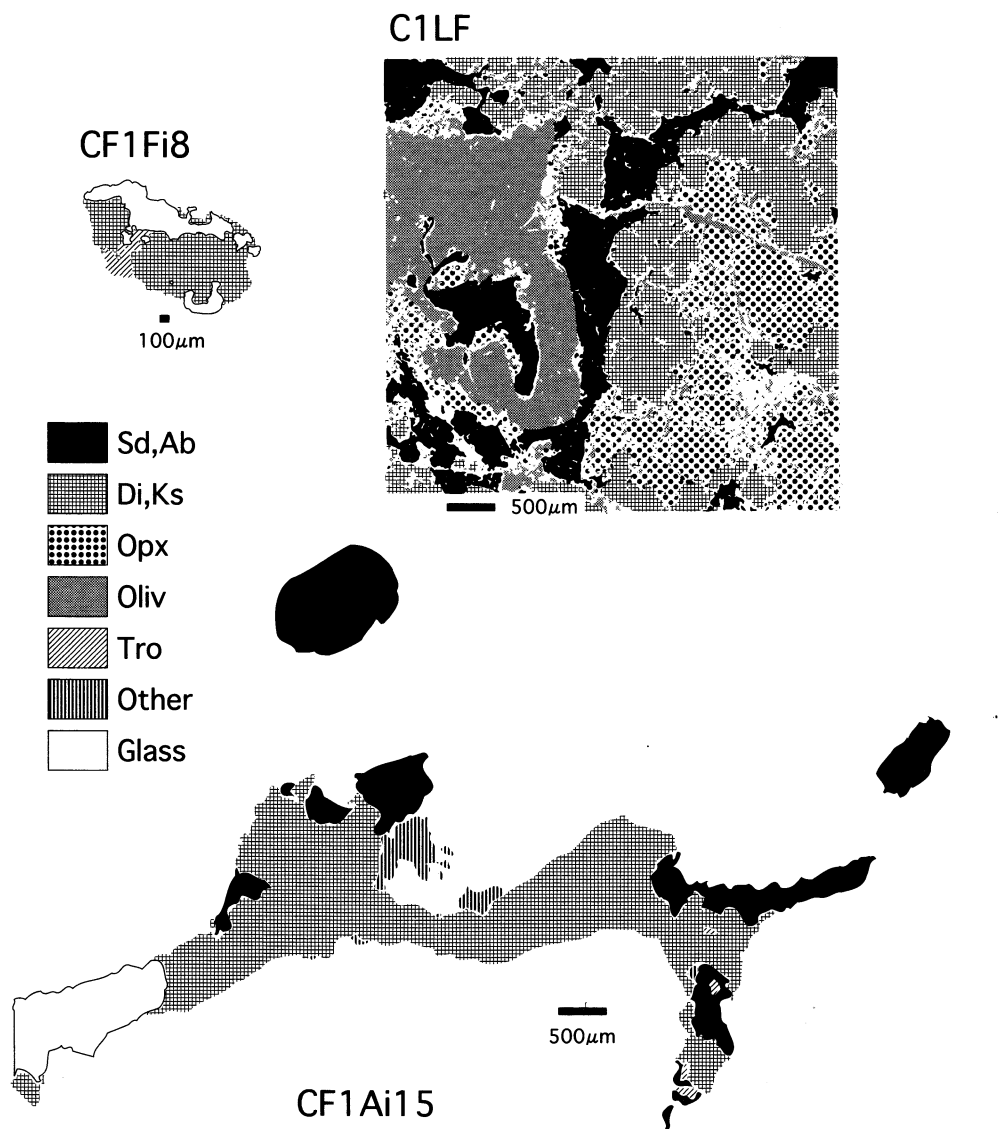 C1LF
CF1Fi8
100μm
500μm
Sd,Ab
Di,Ks
Opx
Oliv
Tro
Other
Glass
500μm
CF1Ai15